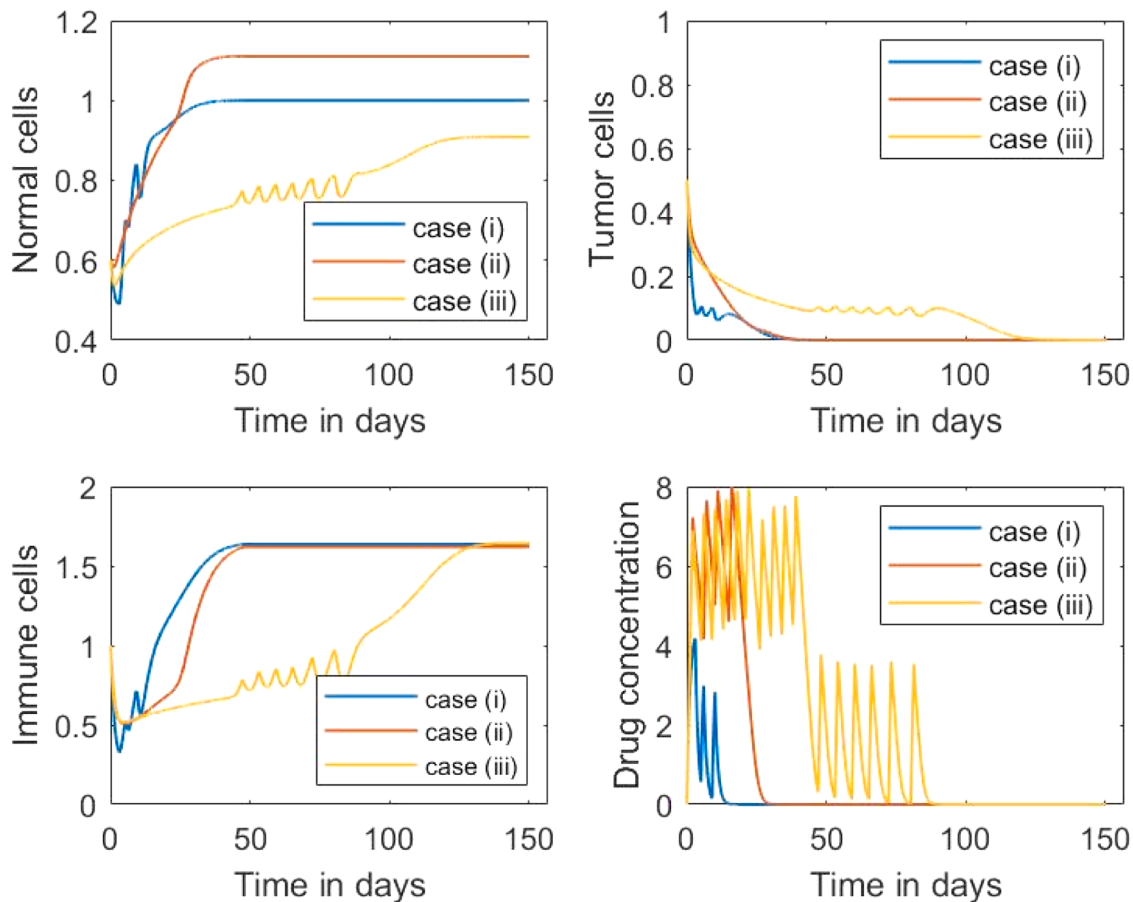 Normal cells
1.2
1
0.8
0.6
0.4
0
50
100
150
Time in days
case (i)
case (ii)
case (iii)
Tumor cells
1
0.8
0.6
0.4
0.2
0
0
50
100
150
Time in days
case (i)
case (ii)
case (iii)
Immune cells
2
1.5
1
0.5
0
0
50
100
150
Time in days
case (i)
case (ii)
case (iii)
Drug concentration
8
6
4
2
0
0
50
100
150
Time in days
case (i)
case (ii)
case (iii)